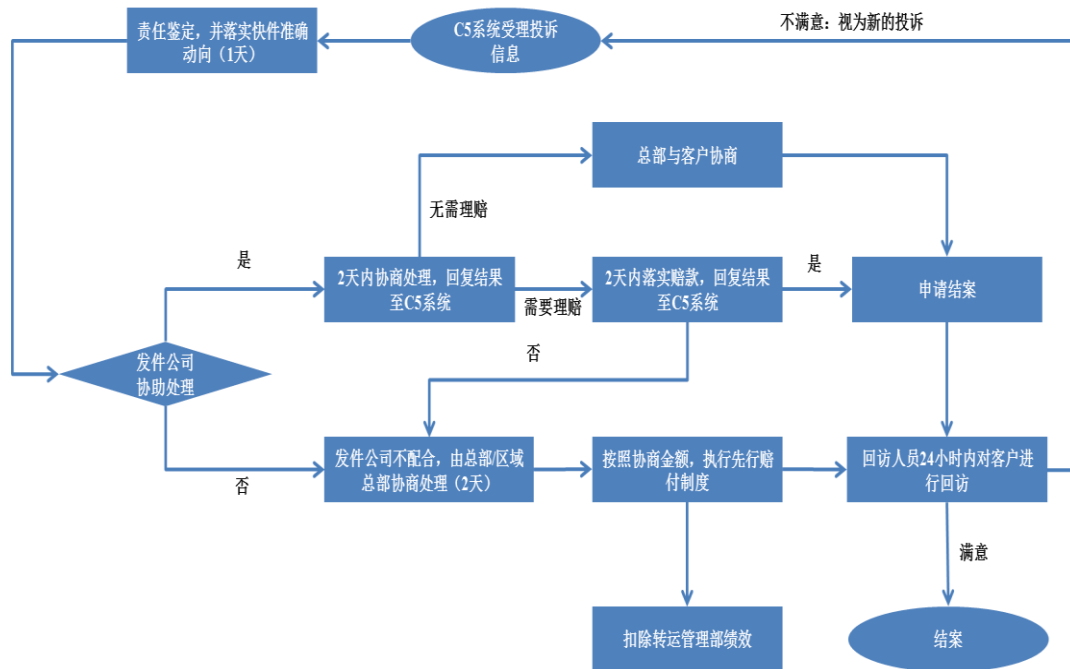 责任鉴定，并落实快件准确
动向（1天）
C5系统受理投诉
信息
不满意：视为新的投诉
总部与客户协商
无需理赔
是
2天内协商处理，回复结果
至C5系统
需要理赔
2天内落实赔款，回复结果
至C5系统
是
申请结案
否
发件公司
协助处理
否
发件公司不配合，由总部/区域
总部协商处理（2天）
按照协商金额，执行先行赔
付制度
回访人员24小时内对客户进
行回访
满意
扣除转运管理部绩效
结案